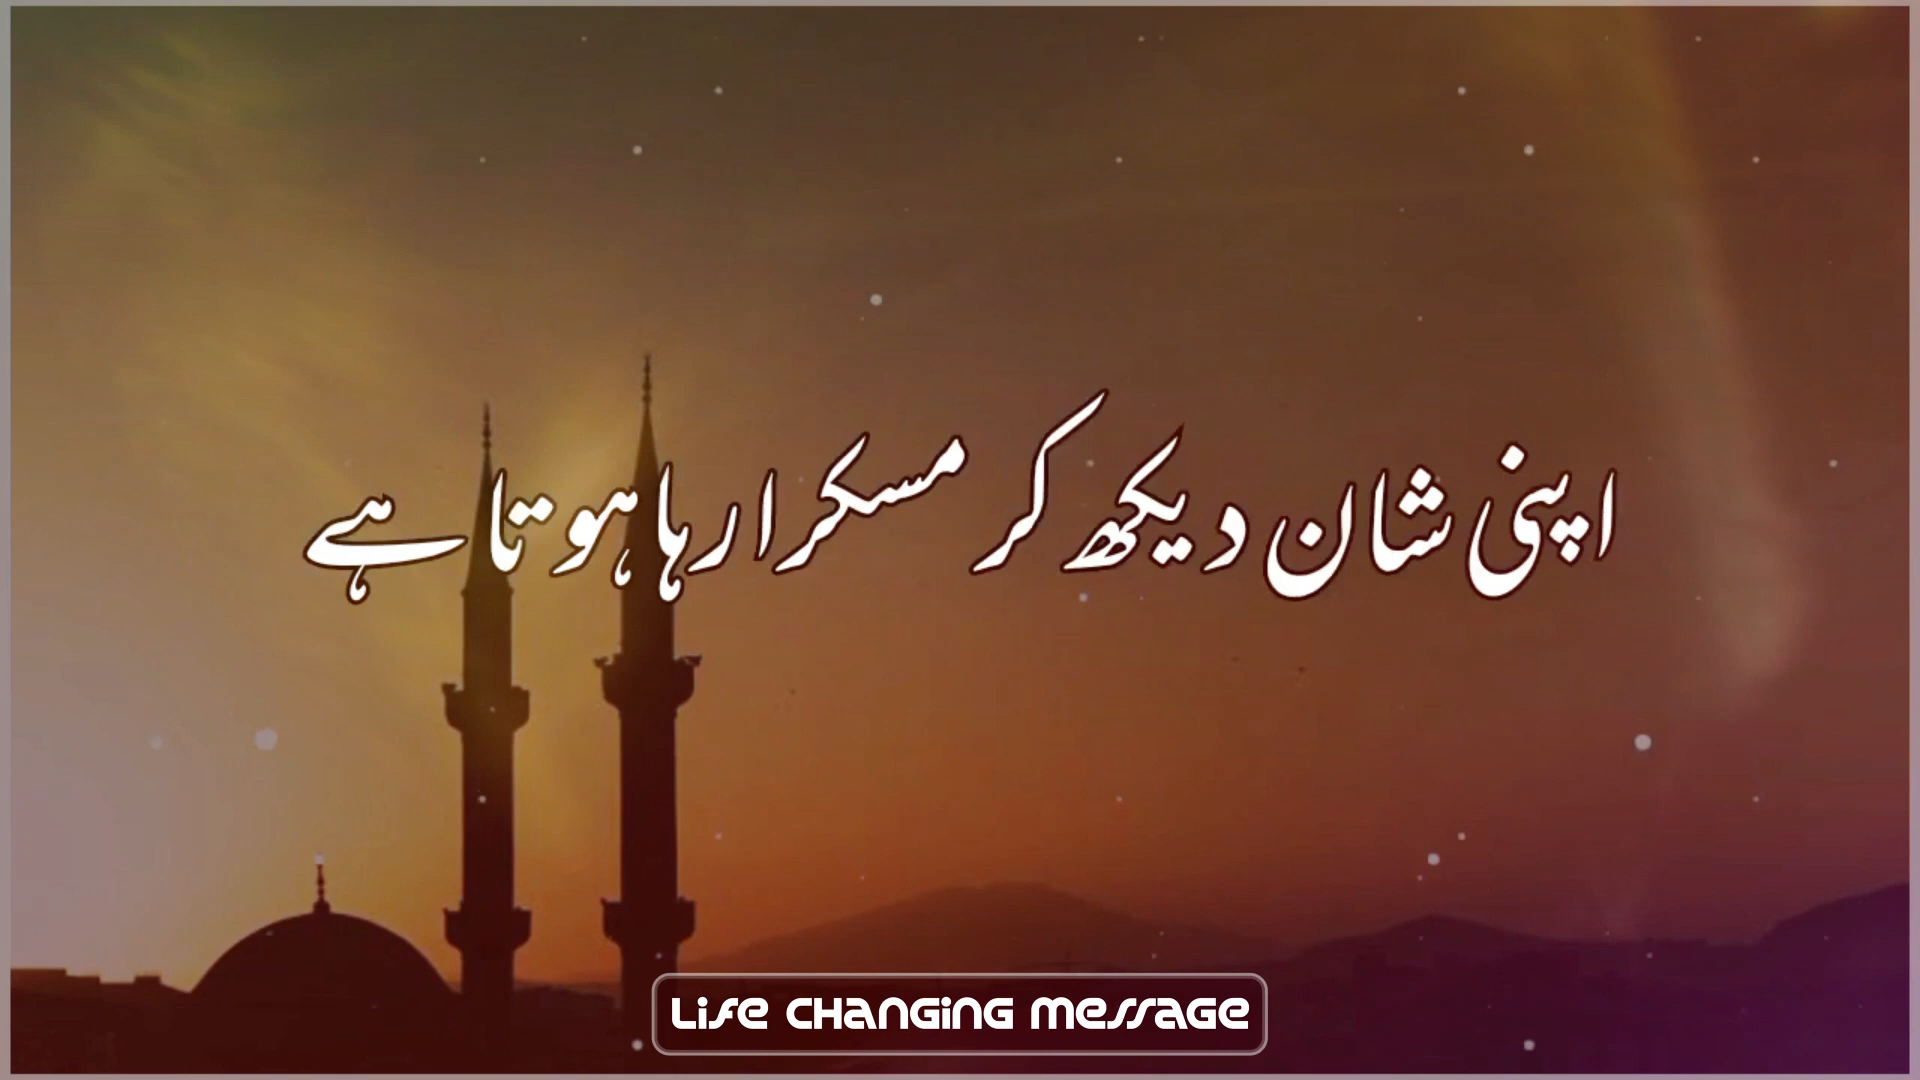 اپنی شان دیکھ کر مسکرا رہا ہوتا ہے
Life changing message